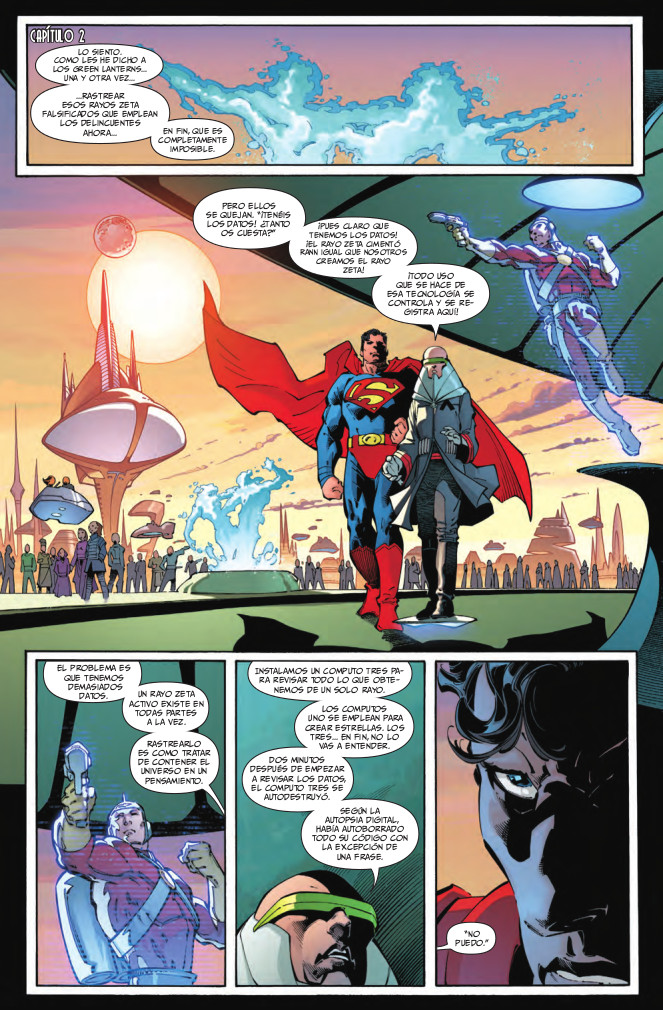 CAPÍTULO 2
LO SIENTO.
COMO LES HE DICHO A
LOS GREEN LANTERNS...
UNA Y OTRA VEZ...
...RASTREAR
ESOS RAYOS ZETA
FALSIFICADOS QUE EMPLEAN
LOS DELINCUENTES
AHORA...
EN FIN, QUE ES
COMPLETAMENTE
IMPOSIBLE.
PERO ELLOS
SE QUEJAN. "¡TENÉIS
LOS DATOS! ¿TANTO
OS CUESTA?"
¡PUES CLARO QUE
TENEMOS LOS DATOS!
¡EL RAYO ZETA CIMENTÓ
RANN IGUAL QUE NOSOTROS
CREAMOS EL RAYO
ZETA!
¡TODO USO
QUE SE HACE DE
ESA TECNOLOGÍA SE
CONTROLA Y SE RE-
GISTRA AQUÍ!
EL PROBLEMA ES
QUE TENEMOS
DEMASIADOS
DATOS.
UN RAYO ZETA
ACTIVO EXISTE EN
TODAS PARTES
A LA VEZ.
RASTREARLO
ES COMO TRATAR
DE CONTENER EL
UNIVERSO EN UN
PENSAMIENTO.
INSTALAMOS UN COMPUTO TRES PA-
RA REVISAR TODO LO QUE OBTE-
NEMOS DE UN SOLO RAYO.
LOS COMPUTOS
UNO SE EMPLEAN PARA
CREAR ESTRELLAS. LOS
TRES... EN FIN, NO LO
VAS A ENTENDER.
DOS MINUTOS
DESPUÉS DE EMPEZAR
A REVISAR LOS DATOS,
EL COMPUTO TRES SE
AUTODESTRUYÓ.
SEGÚN LA
AUTOPSIA DIGITAL,
HABÍA AUTOBORRADO
TODO SU CÓDIGO CON
LA EXCEPCIÓN DE
UNA FRASE.
"NO
PUEDO."